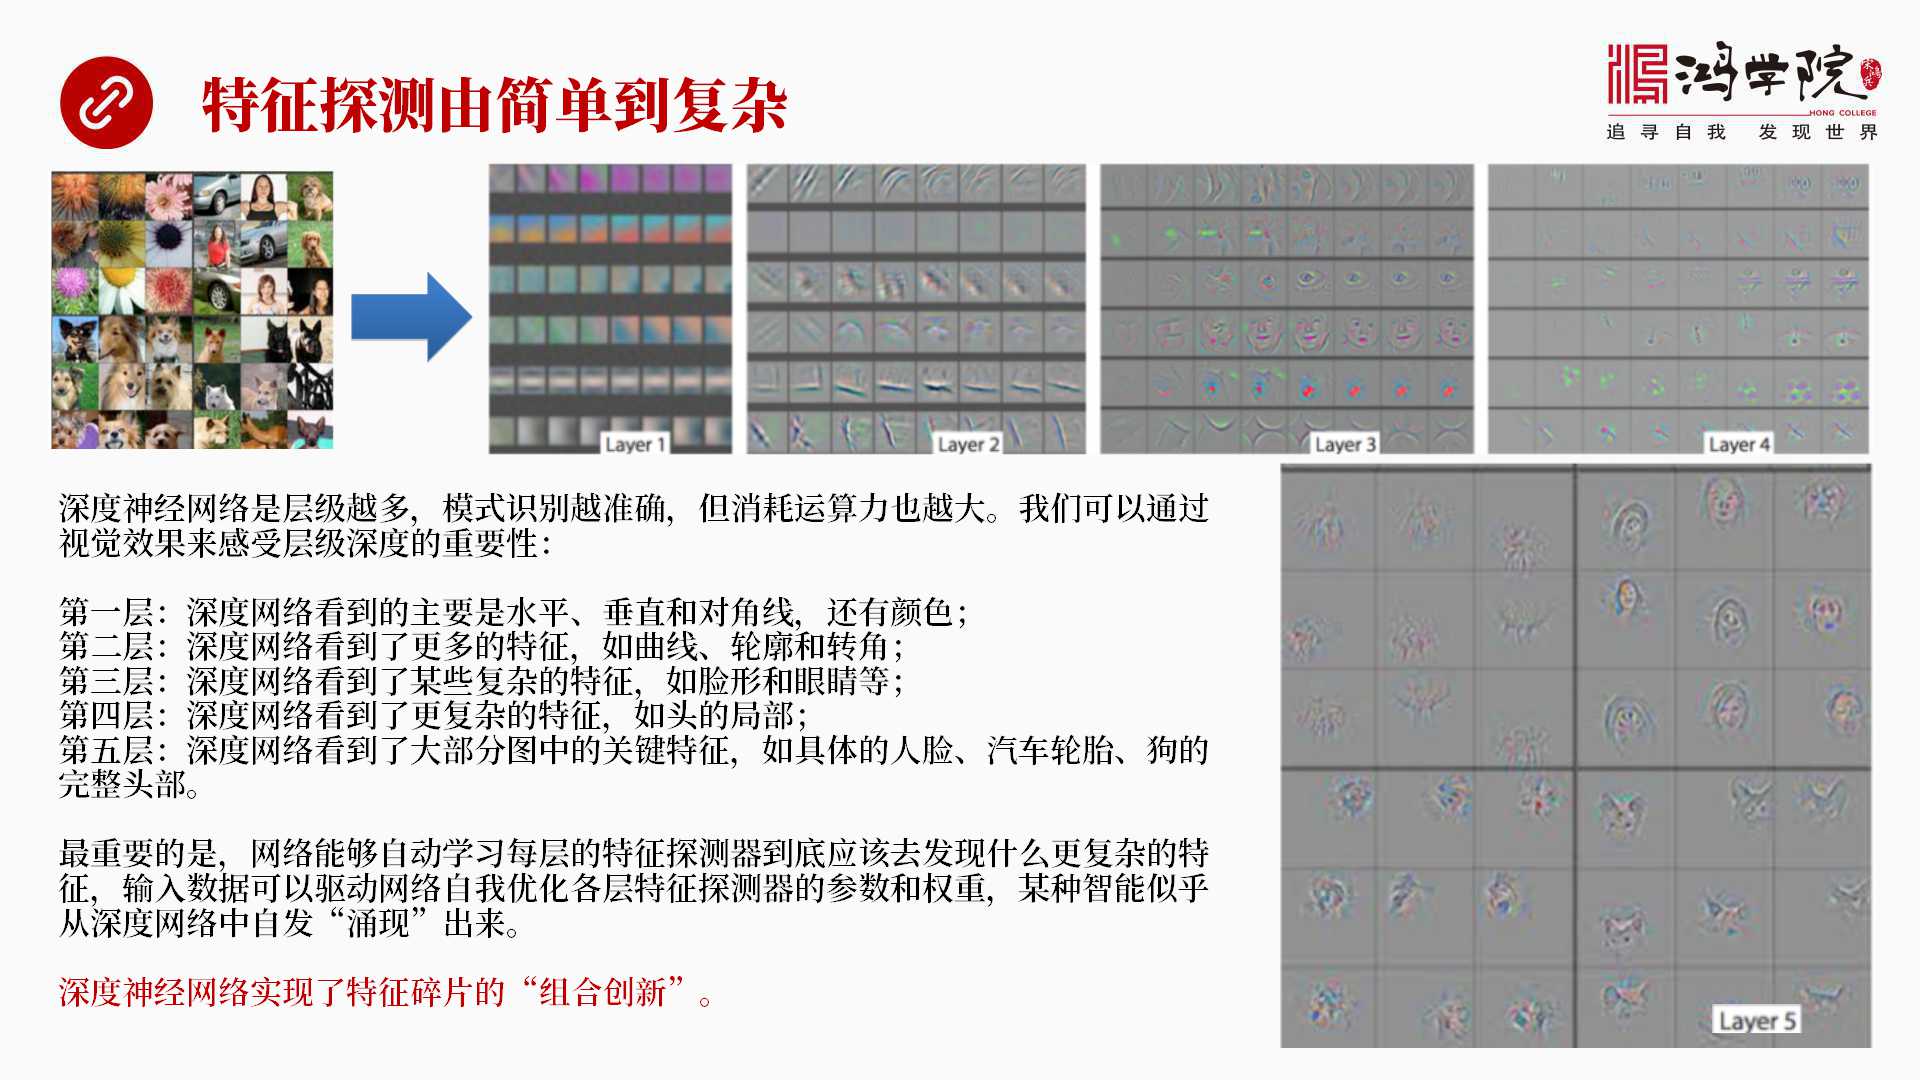 特征探测由简单到复杂
鸿学院
宋鸿兵
HONG COLLEGE
追寻自我 发现世界
Layer 1
Layer 2
Layer 3
Layer 4
深度神经网络是层级越多，模式识别越准确，但消耗运算力也越大。我们可以通过
视觉效果来感受层级深度的重要性：
第一层：深度网络看到的主要是水平、垂直和对角线，还有颜色；
第二层：深度网络看到了更多的特征，如曲线、轮廓和转角；
第三层：深度网络看到了某些复杂的特征，如脸形和眼睛等；
第四层：深度网络看到了更复杂的特征，如头的局部；
第五层：深度网络看到了大部分图中的关键特征，如具体的人脸、汽车轮胎、狗的
完整头部。
最重要的是，网络能够自动学习每层的特征探测器到底应该去发现什么更复杂的特
征，输入数据可以驱动网络自我优化各层特征探测器的参数和权重，某种智能似乎
从深度网络中自发“涌现”出来。
深度神经网络实现了特征碎片的“组合创新”。
Layer 5